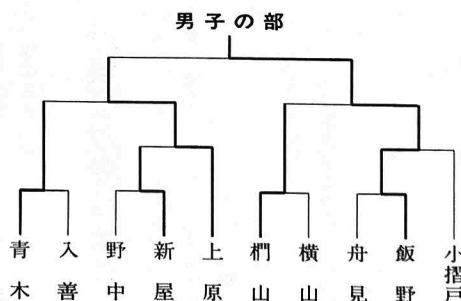 男子の部
青木
入善
野中
新屋
上原
椚山
横山
舟見
飯野
小摺戸